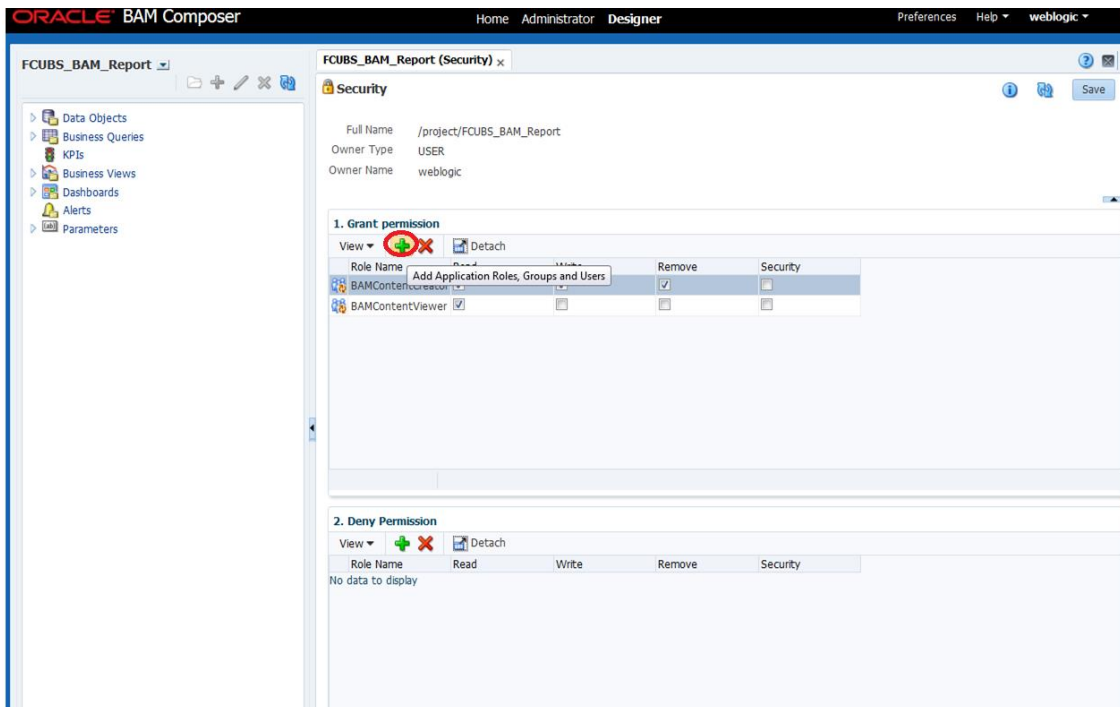 ORACLE BAM Composer
Home Administrator Designer
Preferences Help weblogic
FCUBS_BAM_Report
Data Objects
Business Queries
KPIs
Business Views
Dashboards
Alerts
Parameters
FCUBS_BAM_Report (Security)
Security
Save
Full Name /project/FCUBS_BAM_Report
Owner Type USER
Owner Name weblogic
1. Grant permission
View Detach
Role Name Remove Security
Add Application Roles, Groups and Users
BAMContentCreator
BAMContentViewer
2. Deny Permission
View Detach
Role Name Read Write Remove Security
No data to display